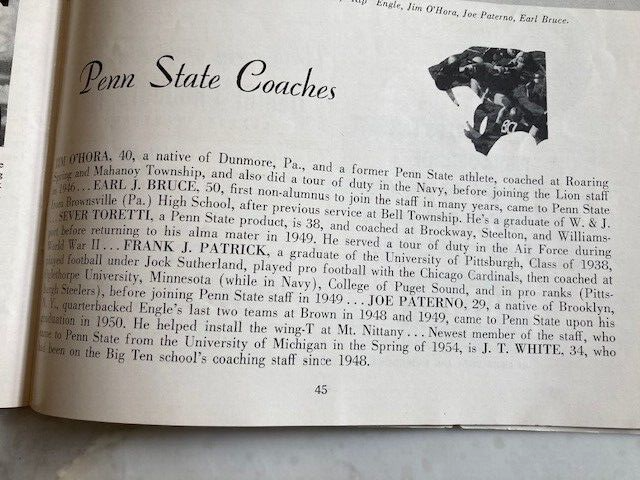 Engle, Jim O'Hora, Joe Paterno, Earl Bruce.
Penn State Coaches
O'HORA, 40, a native of Dunmore, Pa., and a former Penn State athlete, coached at Roaring
Spring and Mahanoy Township, and also did a tour of duty in the Navy, before joining the Lion staff
1946 . . . EARL J. BRUCE, 50, first non-alumnus to join the staff in many years, came to Penn State
Brownsville (Pa.) High School, after previous service at Bell Township. He's a graduate of W. & J.
. . SEVER TORETTI, a Penn State product, is 38, and coached at Brockway, Steelton, and Williams-
before returning to his alma mater in 1949. He served a tour of duty in the Air Force during
World War II . . . FRANK J. PATRICK, a graduate of the University of Pittsburgh, Class of 1938,
football under Jock Sutherland, played pro football with the Chicago Cardinals, then coached at
University, Minnesota (while in Navy), College of Puget Sound, and in pro ranks (Pitts-
Steelers), before joining Penn State staff in 1949 . . . JOE PATERNO, 29, a native of Brooklyn,
quarterbacked Engle's last two teams at Brown in 1948 and 1949, came to Penn State upon his
in 1950. He helped install the wing-T at Mt. Nittany . . . Newest member of the staff, who
to Penn State from the University of Michigan in the Spring of 1954, is J. T. WHITE, 34, who
been on the Big Ten school's coaching staff since 1948.
45